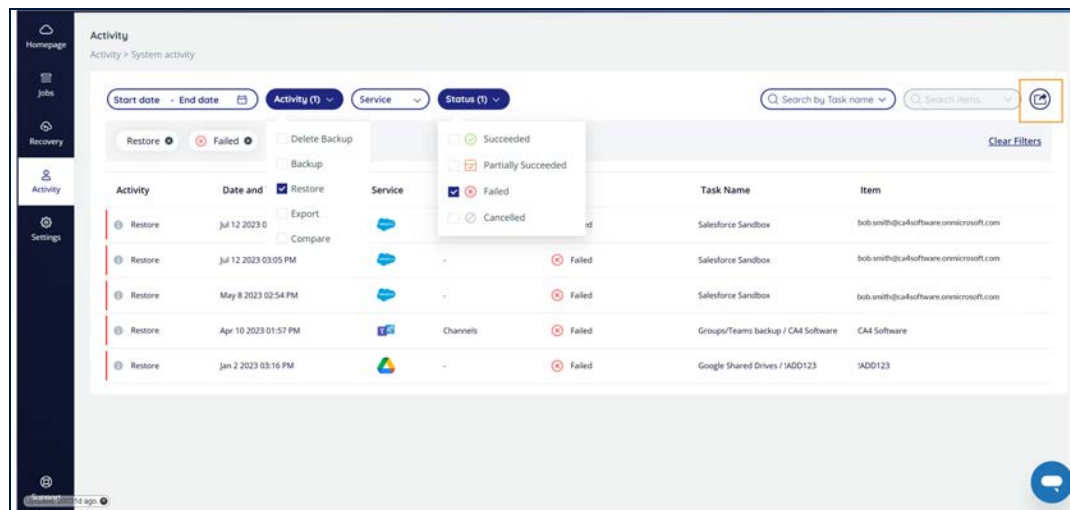 Homepage
Jobs
Recovery
Activity
Settings
Activity
Activity > System activity
Start date - End date
Activity (1)
Service
Status (1)
Search by Task name
Search items...
Restore
Failed
Clear Filters
Delete Backup
Backup
Restore
Export
Compare
Succeeded
Partially Succeeded
Failed
Cancelled
Activity Date and Service Task Name Item
Restore Jul 12 2023 0 Salesforce Sandbox bob.smith@ca4software.onmicrosoft.com
Restore Jul 12 2023 03:05 PM - Failed Salesforce Sandbox bob.smith@ca4software.onmicrosoft.com
Restore May 8 2023 02:54 PM - Failed Salesforce Sandbox bob.smith@ca4software.onmicrosoft.com
Restore Apr 10 2023 01:57 PM Channels Failed Groups/Teams backup / CA4 Software CA4 Software
Restore Jan 2 2023 03:16 PM - Failed Google Shared Drives / !ADD123 !ADD123
ago.